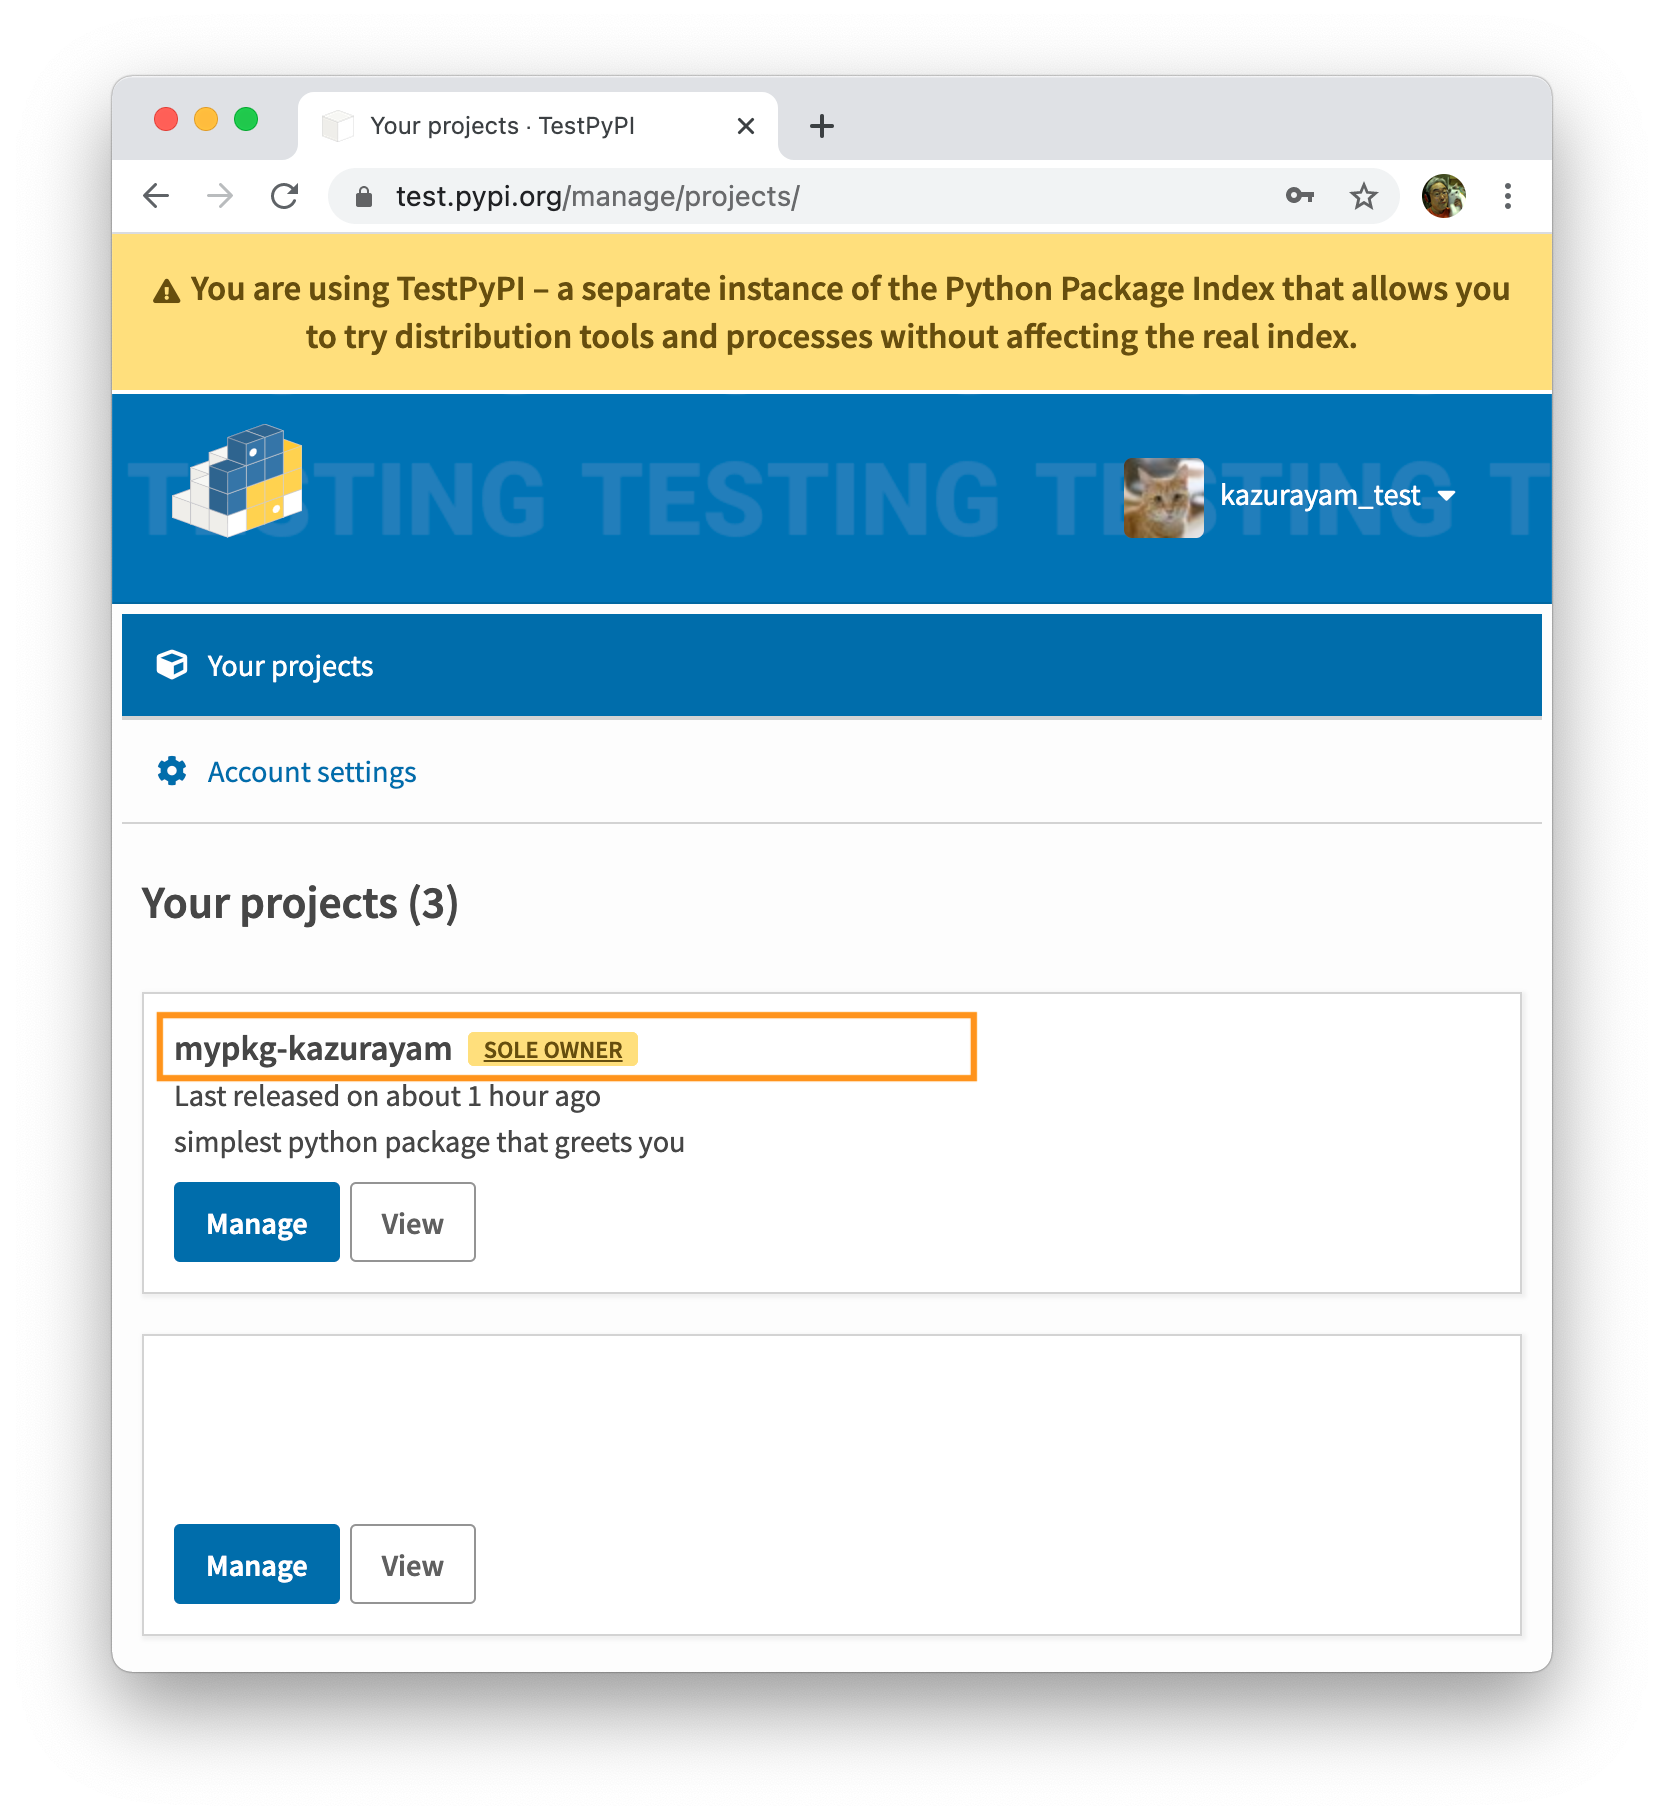 Your projects · TestPyPI
test.pypi.org/manage/projects/
You are using TestPyPI – a separate instance of the Python Package Index that allows you
to try distribution tools and processes without affecting the real index.
TESTING TESTING TESTING T
kazurayam_test
Your projects
Account settings
Your projects (3)
mypkg-kazurayam SOLE OWNER
Last released on about 1 hour ago
simplest python package that greets you
Manage View
Manage View